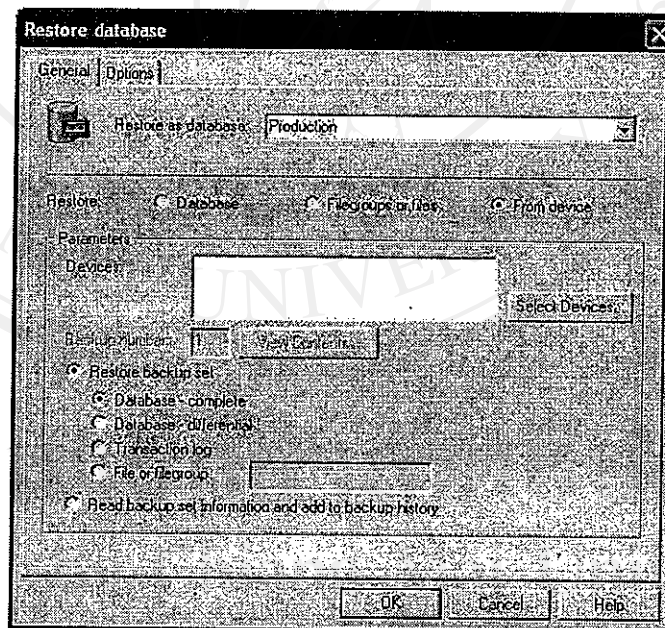 Restore database
General Options
Restore as database: Production
Restore: Database Filegroups or files From device
Parameters
Devices: Select Devices...
Backup number: 1 View Contents...
Restore backup set
Database - complete
Database - diferential
Transaction log
File or filegroup:
Read backup set information and add to backup history
OK Cancel Help
UNIVER